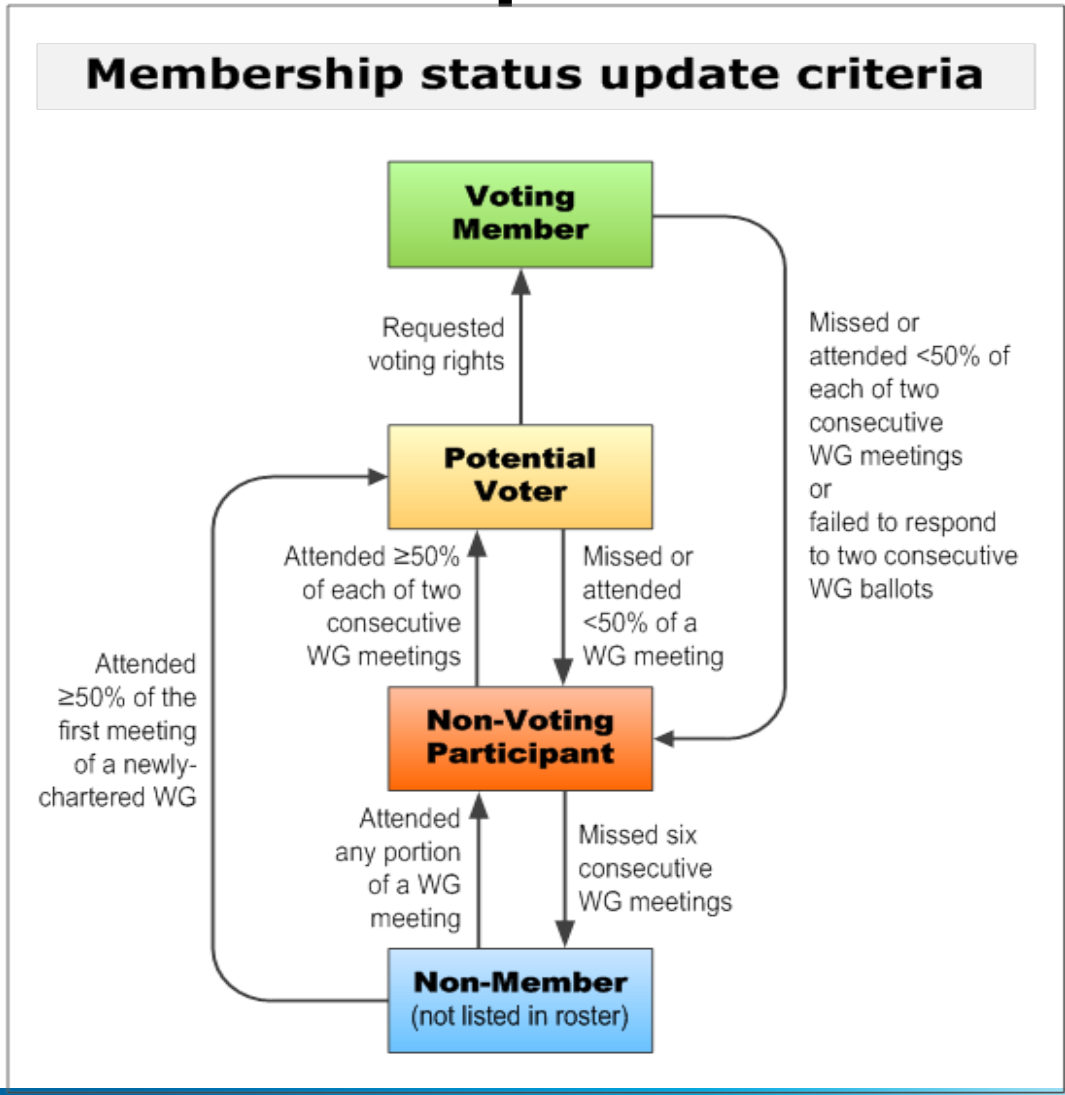 Membership status update criteria
Voting
Member
Requested
voting rights
Missed or
attended <50% of
each of two
consecutive
WG meetings
or
failed to respond
to two consecutive
WG ballots
Potential
Voter
Attended ≥50%
of each of two
consecutive
WG meetings
Missed or
attended
<50% of a
WG meeting
Attended
≥50% of the
first meeting
of a newly-
chartered WG
Non-Voting
Participant
Attended
any portion
of a WG
meeting
Missed six
consecutive
WG meetings
Non-Member
(not listed in roster)